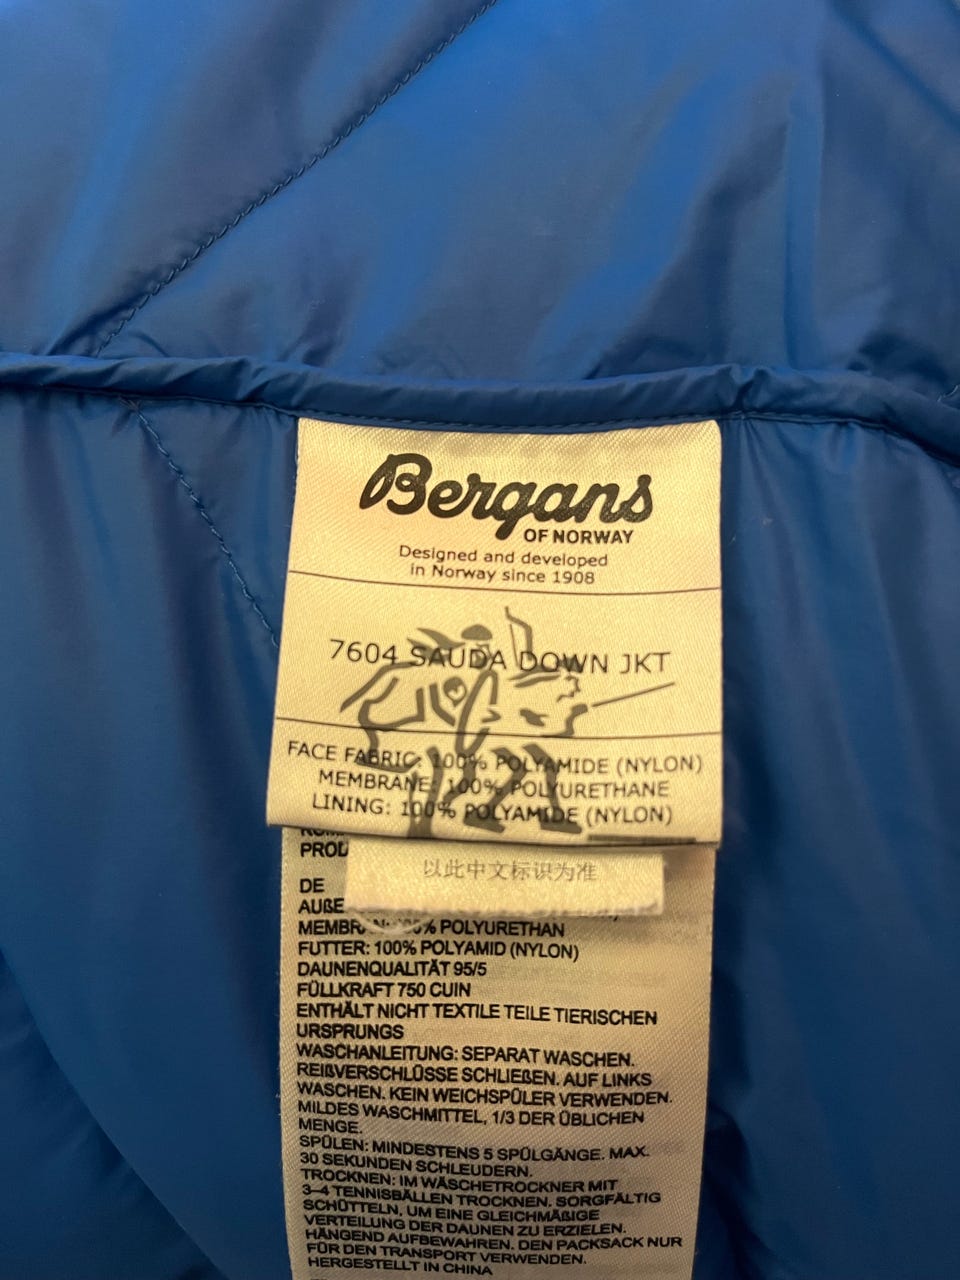 Bergans
OF NORWAY
Designed and developed
in Norway since 1908
7604 SAUDA DOWN JKT
FACE FABRIC: 100% POLYAMIDE (NYLON)
MEMBRANE: 100% POLYURETHANE
LINING: 100% POLYAMIDE (NYLON)
以此中文标识为准
DE
MEMBRAN: 100% POLYURETHAN
FUTTER: 100% POLYAMID (NYLON)
DAUNENQUALITÄT 95/5
FÜLLKRAFT 750 CUIN
ENTHÄLT NICHT TEXTILE TEILE TIERISCHEN
URSPRUNGS
WASCHANLEITUNG: SEPARAT WASCHEN.
REIßVERSCHLÜSSE SCHLIEßEN. AUF LINKS
WASCHEN. KEIN WEICHSPÜLER VERWENDEN.
MILDES WASCHMITTEL, 1/3 DER ÜBLICHEN
MENGE.
SPÜLEN: MINDESTENS 5 SPÜLGÄNGE. MAX.
30 SEKUNDEN SCHLEUDERN.
TROCKNEN: IM WÄSCHETROCKNER MIT
3–4 TENNISBÄLLEN TROCKNEN. SORGFÄLTIG
SCHÜTTELN, UM EINE GLEICHMÄßIGE
VERTEILUNG DER DAUNEN ZU ERZIELEN.
HÄNGEND AUFBEWAHREN. DEN PACKSACK NUR
FÜR DEN TRANSPORT VERWENDEN.
HERGESTELLT IN CHINA